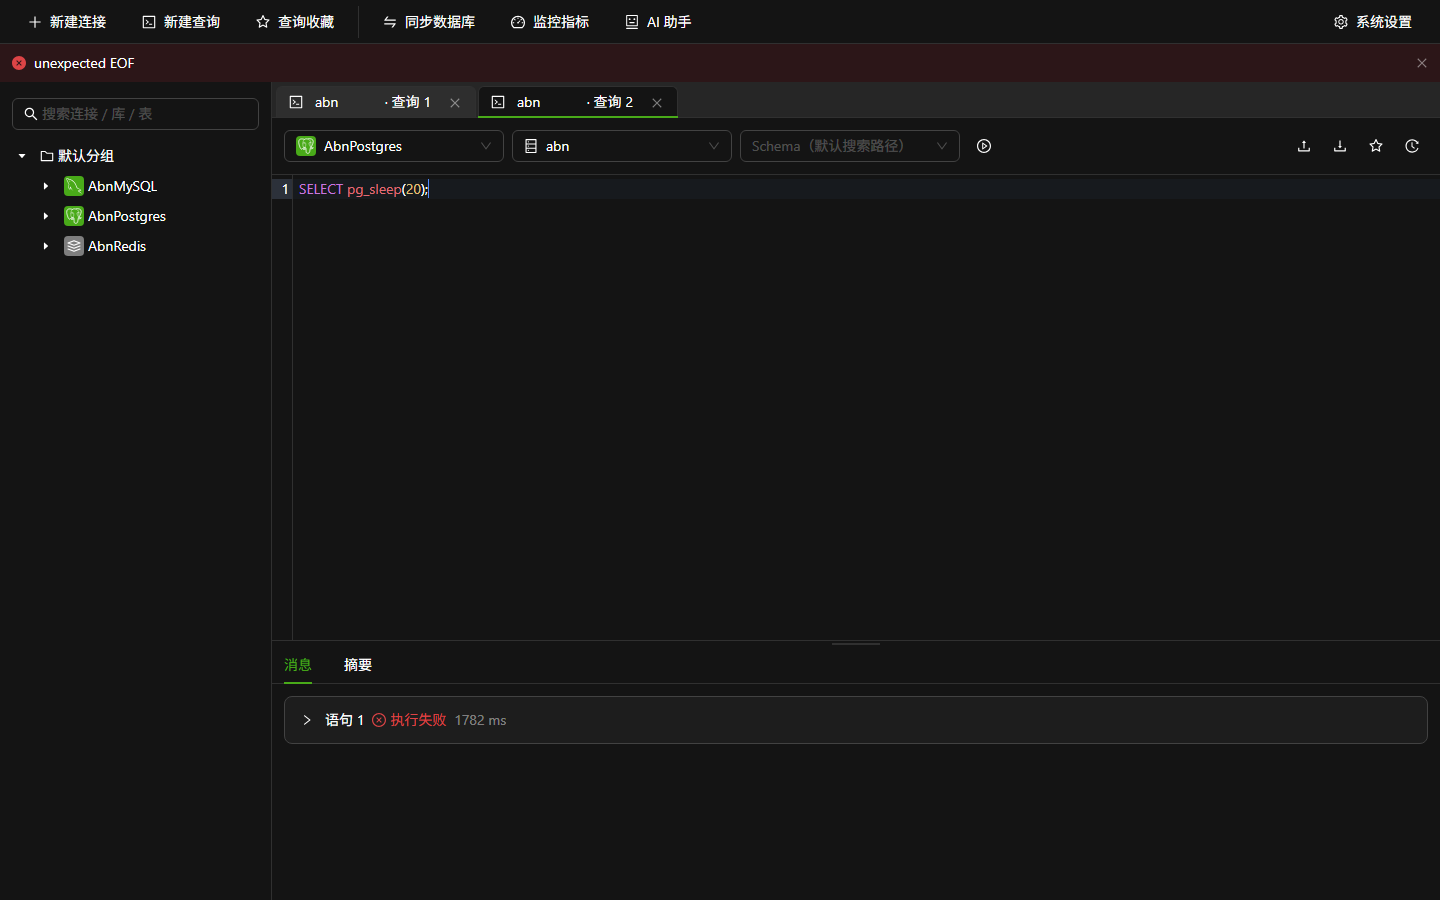 新建连接 新建查询 查询收藏 同步数据库 监控指标 AI 助手 系统设置
unexpected EOF
搜索连接 / 库 / 表
默认分组
AbnMySQL
AbnPostgres
AbnRedis
abn · 查询 1 abn · 查询 2
AbnPostgres abn Schema（默认搜索路径）
1 SELECT pg_sleep(20);
消息 摘要
语句 1 执行失败 1782 ms